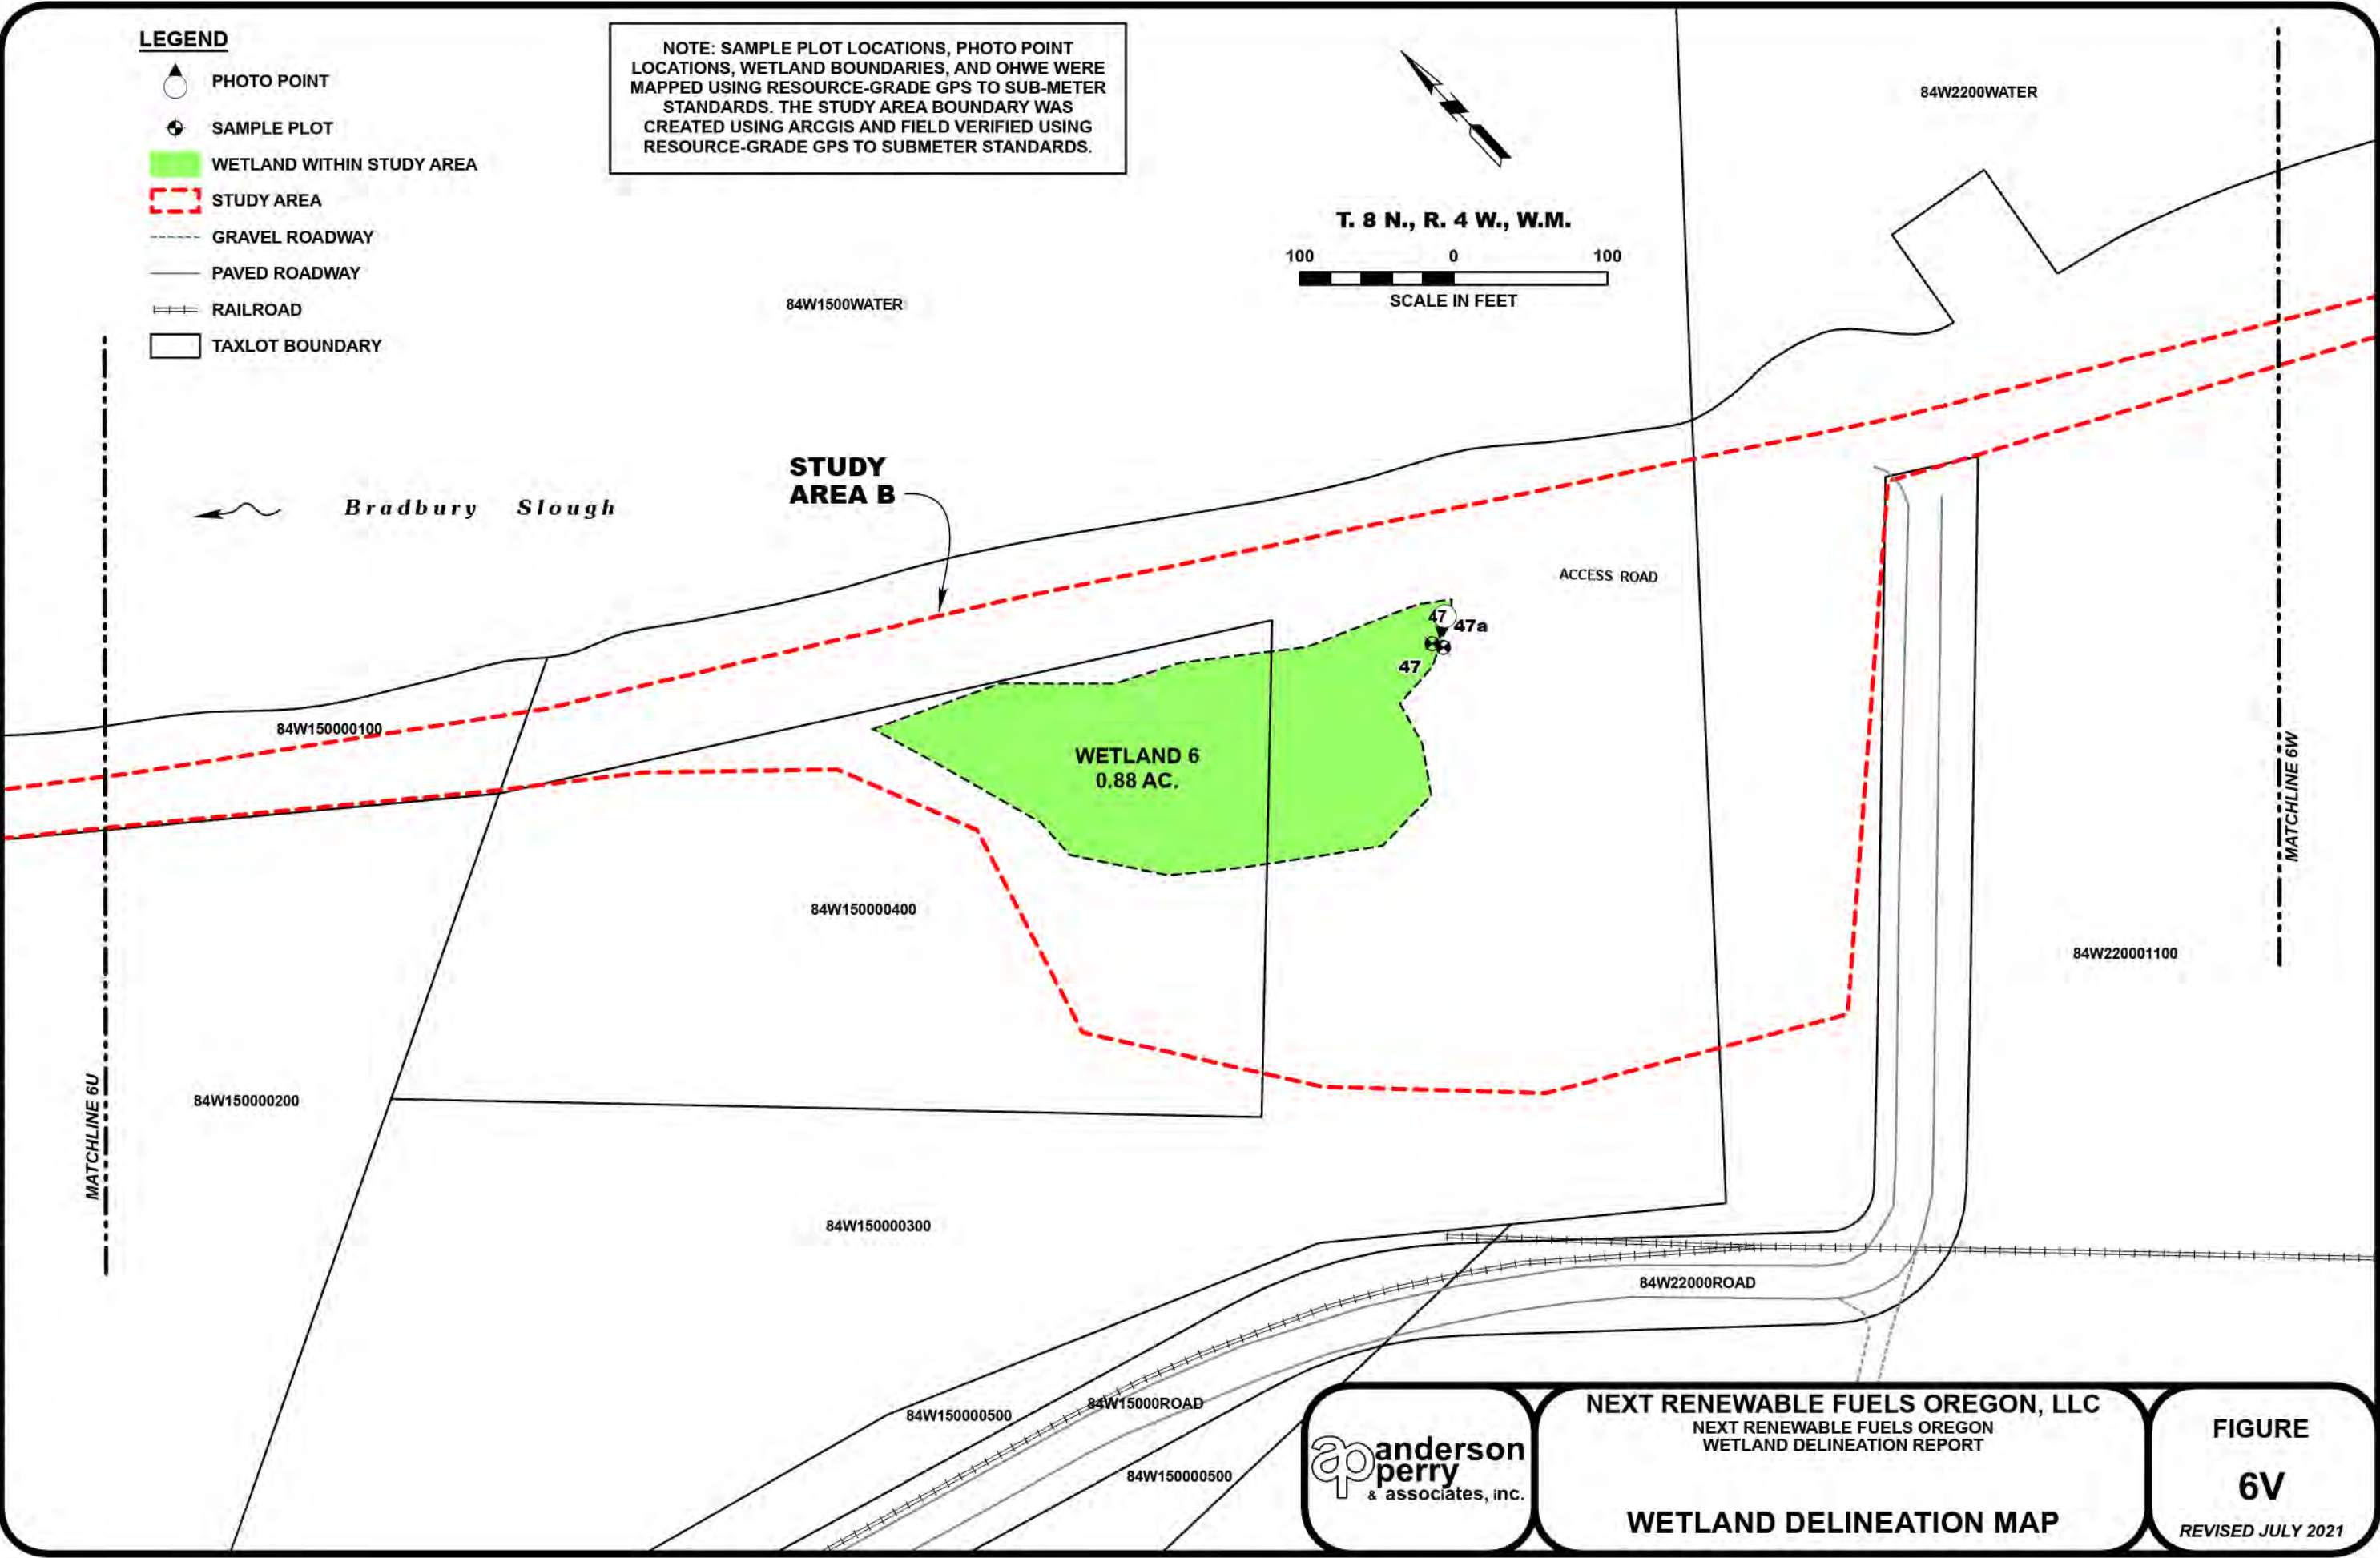 LEGEND
PHOTO POINT
SAMPLE PLOT
WETLAND WITHIN STUDY AREA
STUDY AREA
GRAVEL ROADWAY
PAVED ROADWAY
RAILROAD
TAXLOT BOUNDARY
NOTE: SAMPLE PLOT LOCATIONS, PHOTO POINT
LOCATIONS, WETLAND BOUNDARIES, AND OHWE WERE
MAPPED USING RESOURCE-GRADE GPS TO SUB-METER
STANDARDS. THE STUDY AREA BOUNDARY WAS
CREATED USING ARCGIS AND FIELD VERIFIED USING
RESOURCE-GRADE GPS TO SUBMETER STANDARDS.
T. 8 N., R. 4 W., W.M.
100 0 100
SCALE IN FEET
84W2200WATER
84W1500WATER
STUDY
AREA B
Bradbury Slough
ACCESS ROAD
47
47a
47
84W150000100
WETLAND 6
0.88 AC.
MATCHLINE 6W
84W150000400
84W220001100
MATCHLINE 6U
84W150000200
84W150000300
84W22000ROAD
84W15000ROAD
84W150000500
84W150000500
anderson
perry
& associates, inc.
NEXT RENEWABLE FUELS OREGON, LLC
NEXT RENEWABLE FUELS OREGON
WETLAND DELINEATION REPORT
WETLAND DELINEATION MAP
FIGURE
6V
REVISED JULY 2021